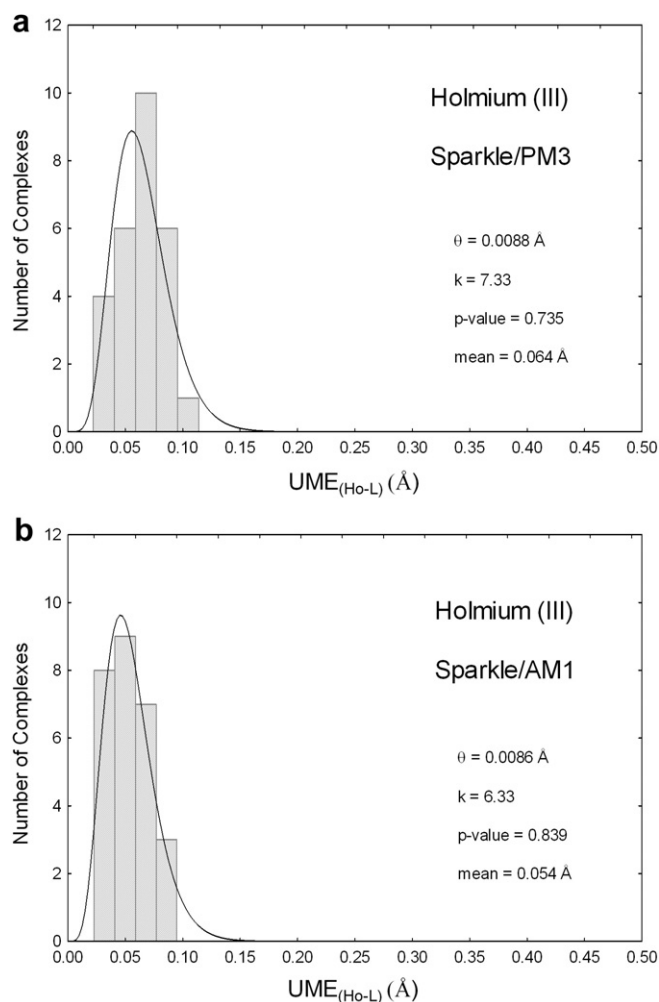 a
12
10
8
6
4
2
0
Number of Complexes
Holmium (III)
Sparkle/PM3
θ = 0.0088 Å
k = 7.33
p-value = 0.735
mean = 0.064 Å
0.00 0.05 0.10 0.15 0.20 0.25 0.30 0.35 0.40 0.45 0.50
UME(Ho-L) (Å)
b
12
10
8
6
4
2
0
Number of Complexes
Holmium (III)
Sparkle/AM1
θ = 0.0086 Å
k = 6.33
p-value = 0.839
mean = 0.054 Å
0.00 0.05 0.10 0.15 0.20 0.25 0.30 0.35 0.40 0.45 0.50
UME(Ho-L) (Å)